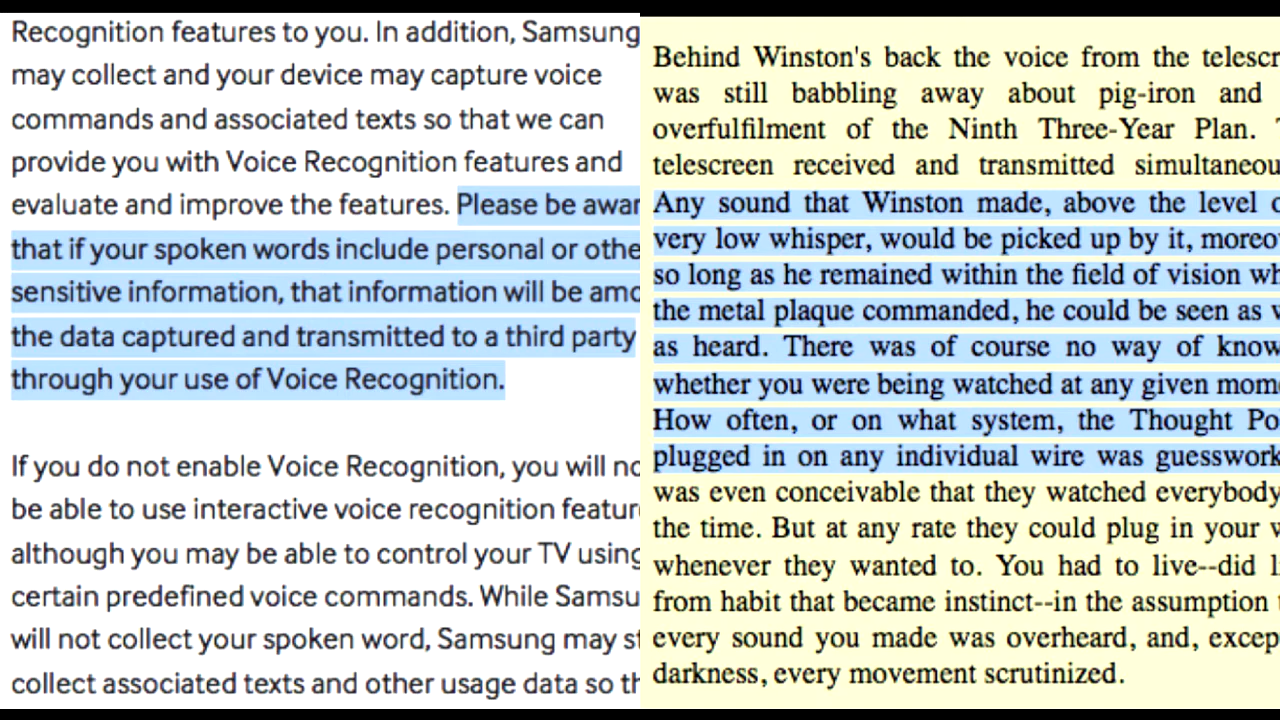 Recognition features to you. In addition, Samsung
may collect and your device may capture voice
commands and associated texts so that we can
provide you with Voice Recognition features and
evaluate and improve the features. Please be awar
that if your spoken words include personal or othe
sensitive information, that information will be amo
the data captured and transmitted to a third party
through your use of Voice Recognition.
If you do not enable Voice Recognition, you will no
be able to use interactive voice recognition featur
although you may be able to control your TV using
certain predefined voice commands. While Samsu
will not collect your spoken word, Samsung may st
collect associated texts and other usage data so th
Behind Winston's back the voice from the telescr
was still babbling away about pig-iron and
overfulfilment of the Ninth Three-Year Plan.
telescreen received and transmitted simultaneou
Any sound that Winston made, above the level o
very low whisper, would be picked up by it, moreov
so long as he remained within the field of vision wh
the metal plaque commanded, he could be seen as w
as heard. There was of course no way of know
whether you were being watched at any given mome
How often, or on what system, the Thought Po
plugged in on any individual wire was guesswork
was even conceivable that they watched everybody
the time. But at any rate they could plug in your w
whenever they wanted to. You had to live--did li
from habit that became instinct--in the assumption t
every sound you made was overheard, and, excep
darkness, every movement scrutinized.